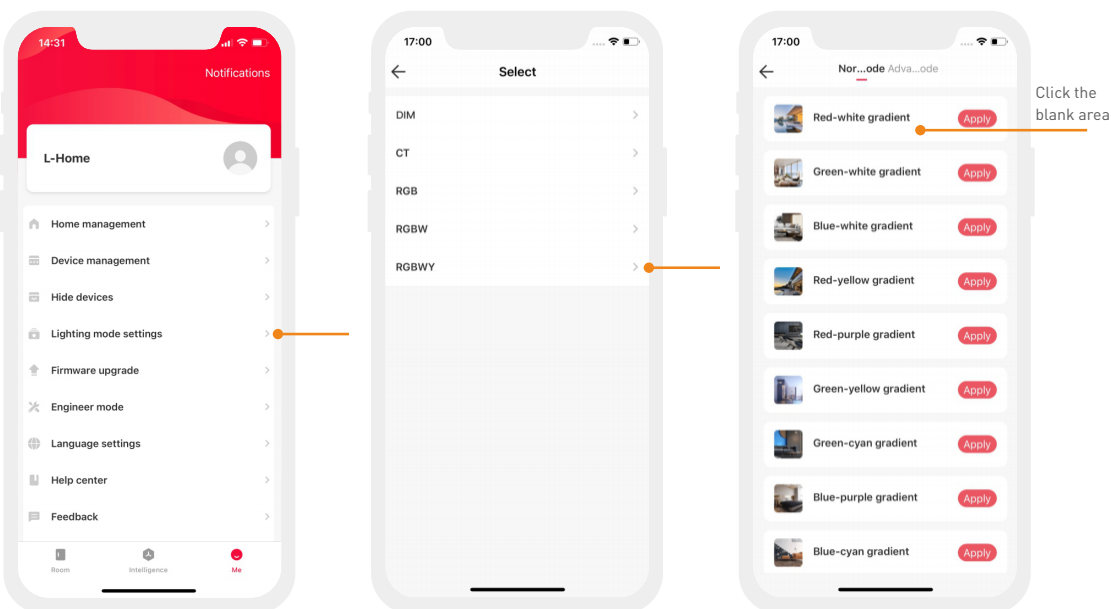 14:31
Notifications
L-Home
Home management
Device management
Hide devices
Lighting mode settings
Firmware upgrade
Engineer mode
Language settings
Help center
Feedback
Room
Intelligence
Me
17:00
Select
DIM
CT
RGB
RGBW
RGBWY
17:00
Nor...ode Adva...ode
Red-white gradient Apply
Green-white gradient Apply
Blue-white gradient Apply
Red-yellow gradient Apply
Red-purple gradient Apply
Green-yellow gradient Apply
Green-cyan gradient Apply
Blue-purple gradient Apply
Blue-cyan gradient Apply
Click the
blank area